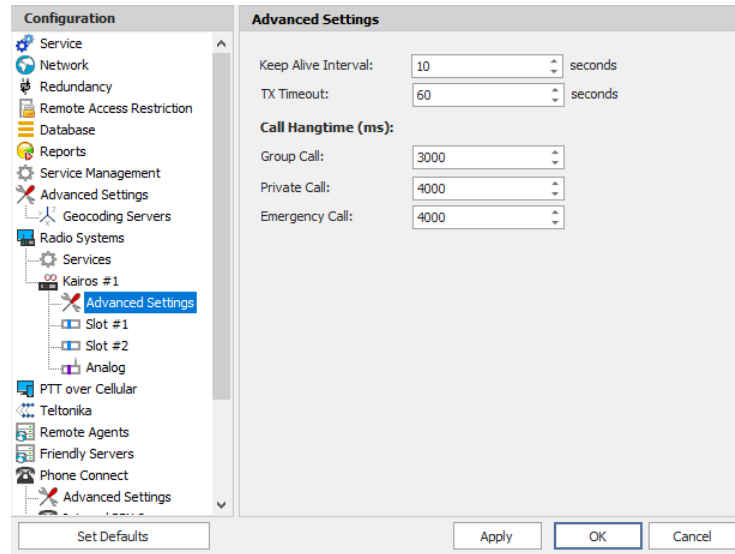 Configuration
Service
Network
Redundancy
Remote Access Restriction
Database
Reports
Service Management
Advanced Settings
Geocoding Servers
Radio Systems
Services
Kairos #1
Advanced Settings
Slot #1
Slot #2
Analog
PTT over Cellular
Teltonika
Remote Agents
Friendly Servers
Phone Connect
Advanced Settings
Set Defaults
Advanced Settings
Keep Alive Interval: 10 seconds
TX Timeout: 60 seconds
Call Hangtime (ms):
Group Call: 3000
Private Call: 4000
Emergency Call: 4000
Apply OK Cancel